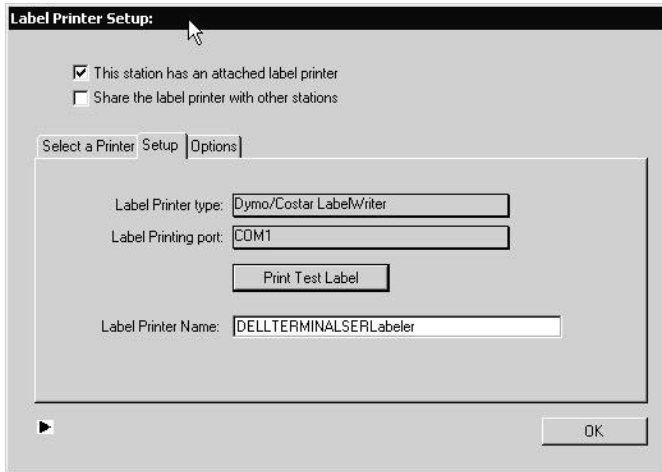 Label Printer Setup:
This station has an attached label printer
Share the label printer with other stations
Select a Printer Setup Options
Label Printer type: Dymo/Costar LabelWriter
Label Printing port: COM1
Print Test Label
Label Printer Name: DELLTERMINALSERLabeler
OK